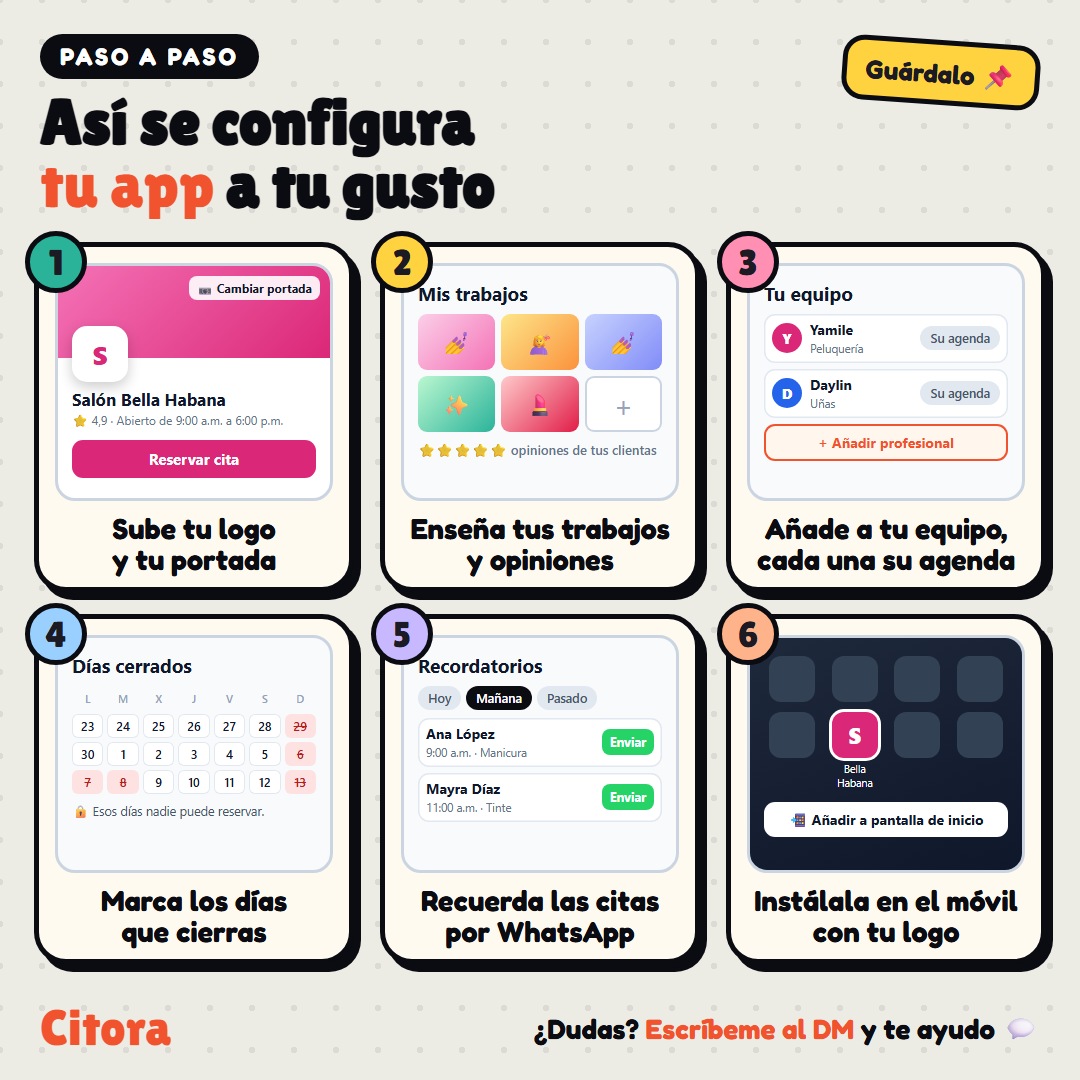 PASO A PASO
Guárdalo 📌
Así se configura
tu app a tu gusto
1
📷 Cambiar portada
S
Salón Bella Habana
⭐ 4,9 · Abierto de 9:00 a.m. a 6:00 p.m.
Reservar cita
Sube tu logo
y tu portada
2
Mis trabajos
+
⭐⭐⭐⭐⭐ opiniones de tus clientas
Enseña tus trabajos
y opiniones
3
Tu equipo
Y
Yamile
Peluquería
Su agenda
D
Daylin
Uñas
Su agenda
+ Añadir profesional
Añade a tu equipo,
cada una su agenda
4
Días cerrados
L M X J V S D
23 24 25 26 27 28 29
30 1 2 3 4 5 6
7 8 9 10 11 12 13
🔒 Esos días nadie puede reservar.
Marca los días
que cierras
5
Recordatorios
Hoy Mañana Pasado
Ana López
9:00 a.m. · Manicura
Enviar
Mayra Díaz
11:00 a.m. · Tinte
Enviar
Recuerda las citas
por WhatsApp
6
S
Bella
Habana
📲 Añadir a pantalla de inicio
Instálala en el móvil
con tu logo
Citora
¿Dudas? Escríbeme al DM y te ayudo 💬